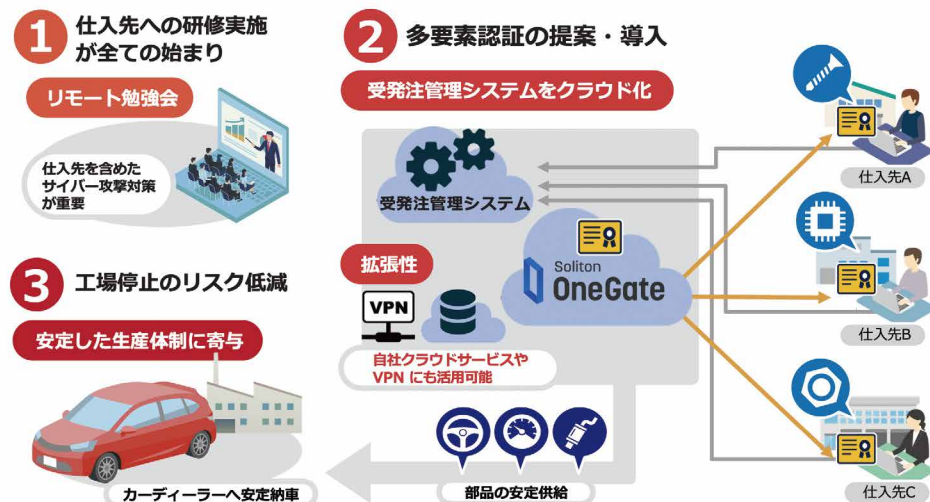 1
仕入先への研修実施
が全ての始まり
リモート勉強会
仕入先を含めた
サイバー攻撃対策
が重要
2
多要素認証の提案・導入
受発注管理システムをクラウド化
受発注管理システム
Soliton
OneGate
拡張性
VPN
自社クラウドサービスや
VPN にも活用可能
仕入先A
仕入先B
仕入先C
部品の安定供給
3
工場停止のリスク低減
安定した生産体制に寄与
カーディーラーへ安定納車